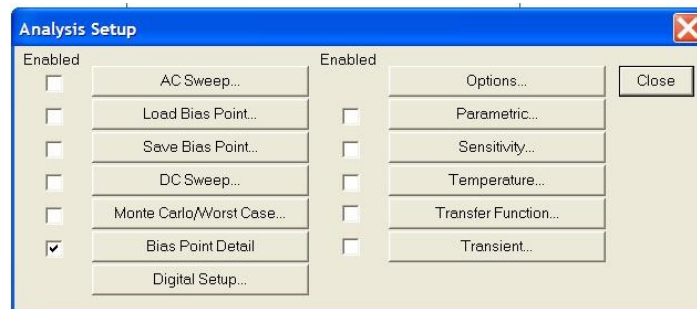 Analysis Setup
Enabled Enabled
AC Sweep... Options... Close
Load Bias Point... Parametric...
Save Bias Point... Sensitivity...
DC Sweep... Temperature...
Monte Carlo/Worst Case... Transfer Function...
Bias Point Detail Transient...
Digital Setup...